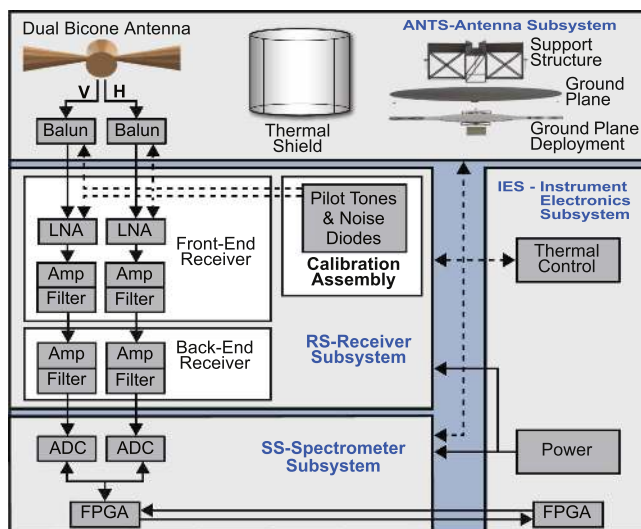 Dual Bicone Antenna
ANTS-Antenna Subsystem
Support
Structure
Ground
Plane
Ground Plane
Deployment
Thermal
Shield
V
H
Balun
Balun
IES - Instrument
Electronics
Subsystem
Pilot Tones
& Noise
Diodes
Calibration
Assembly
LNA
LNA
Front-End
Receiver
Amp
Filter
Amp
Filter
Thermal
Control
RS-Receiver
Subsystem
Back-End
Receiver
Amp
Filter
Amp
Filter
ADC
ADC
SS-Spectrometer
Subsystem
Power
FPGA
FPGA